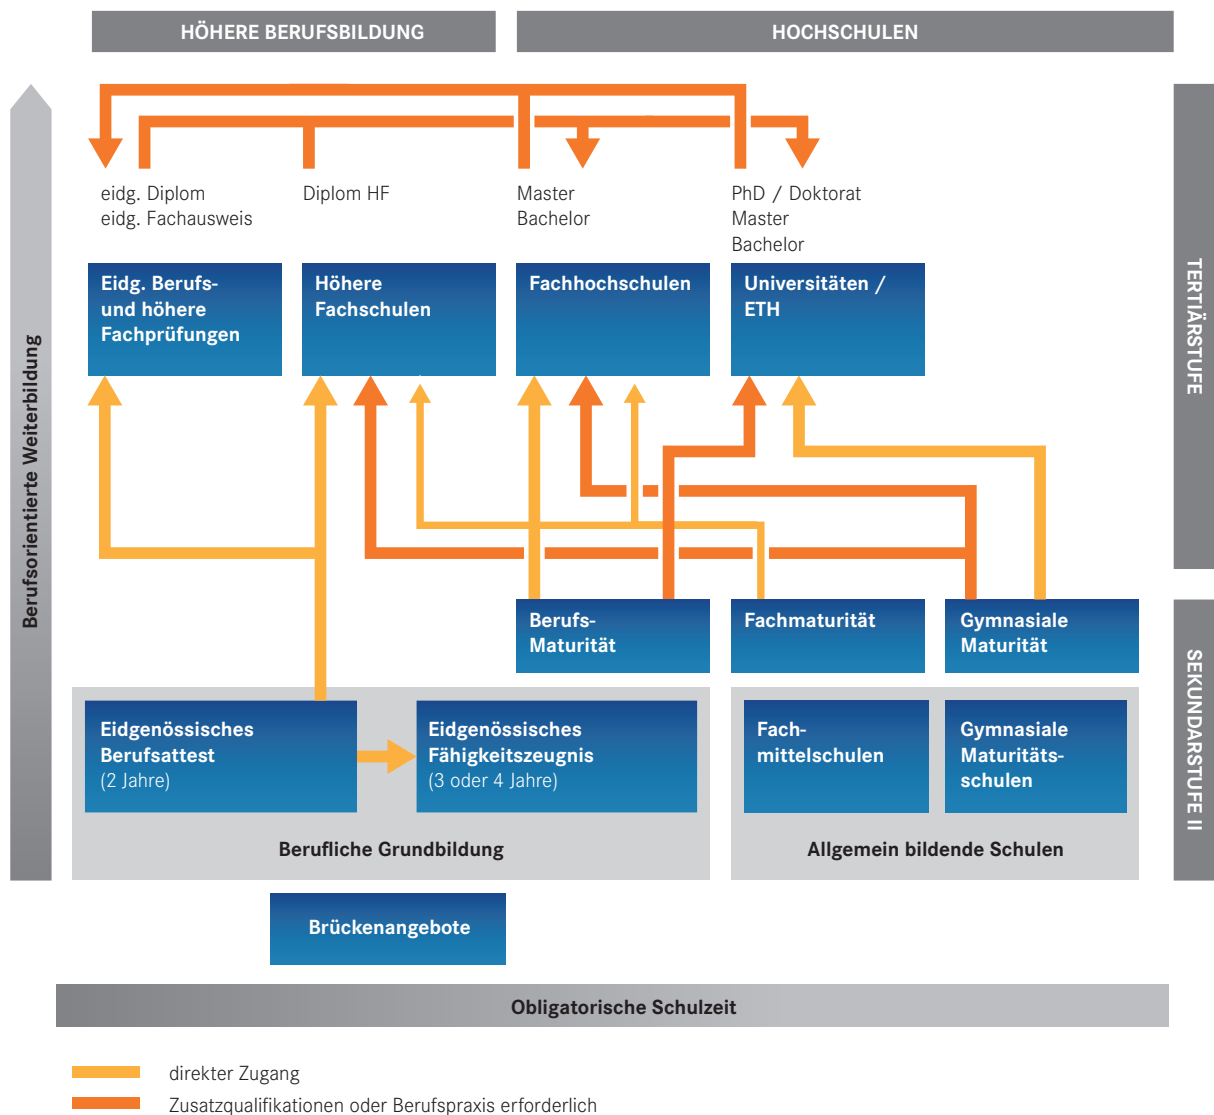 HÖHERE BERUFSBILDUNG
HOCHSCHULEN
eidg. Diplom
eidg. Fachausweis
Diplom HF
Master
Bachelor
PhD / Doktorat
Master
Bachelor
Eidg. Berufs-
und höhere
Fachprüfungen
Höhere
Fachschulen
Fachhochschulen
Universitäten /
ETH
TERTIÄRSTUFE
Berufsorientierte Weiterbildung
Berufs-
Maturität
Fachmaturität
Gymnasiale
Maturität
SEKUNDARSTUFE II
Eidgenössisches
Berufsattest
(2 Jahre)
Eidgenössisches
Fähigkeitszeugnis
(3 oder 4 Jahre)
Fach-
mittelschulen
Gymnasiale
Maturitäts-
schulen
Berufliche Grundbildung
Allgemein bildende Schulen
Brückenangebote
Obligatorische Schulzeit
direkter Zugang
Zusatzqualifikationen oder Berufspraxis erforderlich